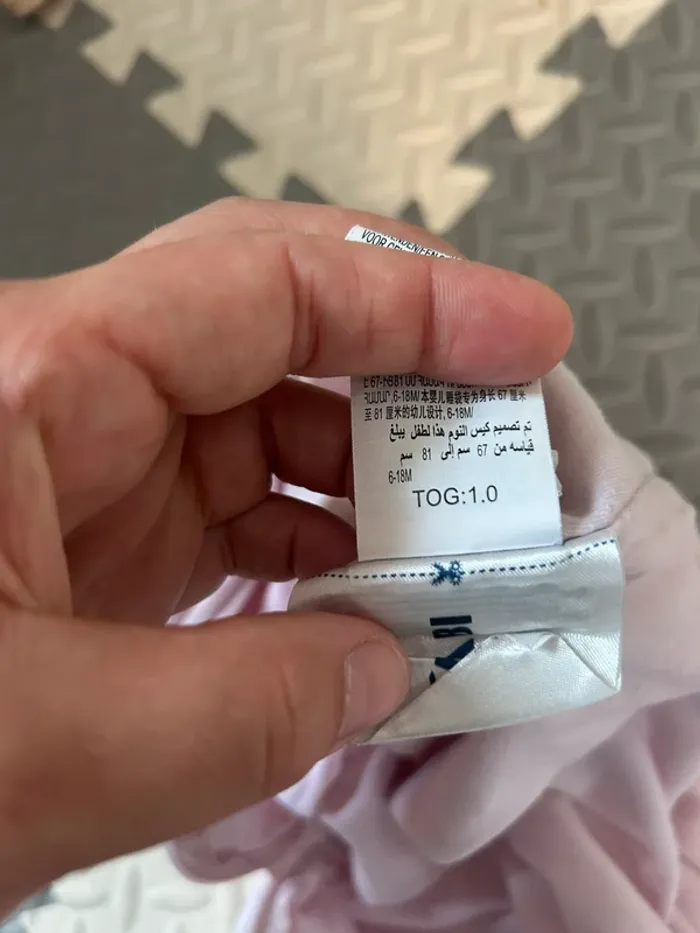 VOOR
6-18M/本婴儿睡袋专为身长 67 厘米
至 81 厘米的幼儿设计, 6-18M/
تم تصميم كيس النوم هذا لطفل يبلغ
قياسه من 67 سم إلى 81 سم
6-18M
TOG:1.0
BI